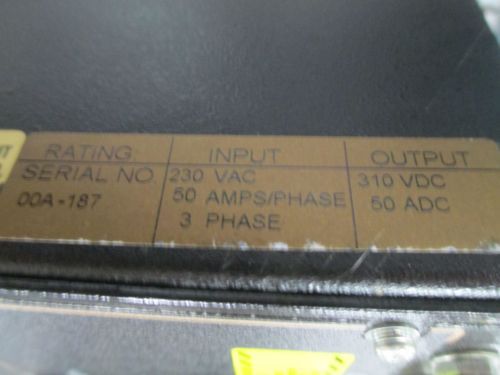 RATING: INPUT OUTPUT
SERIAL NO. 230 VAC 310 VDC
00A-187 50 AMPS/PHASE 50 ADC
3 PHASE